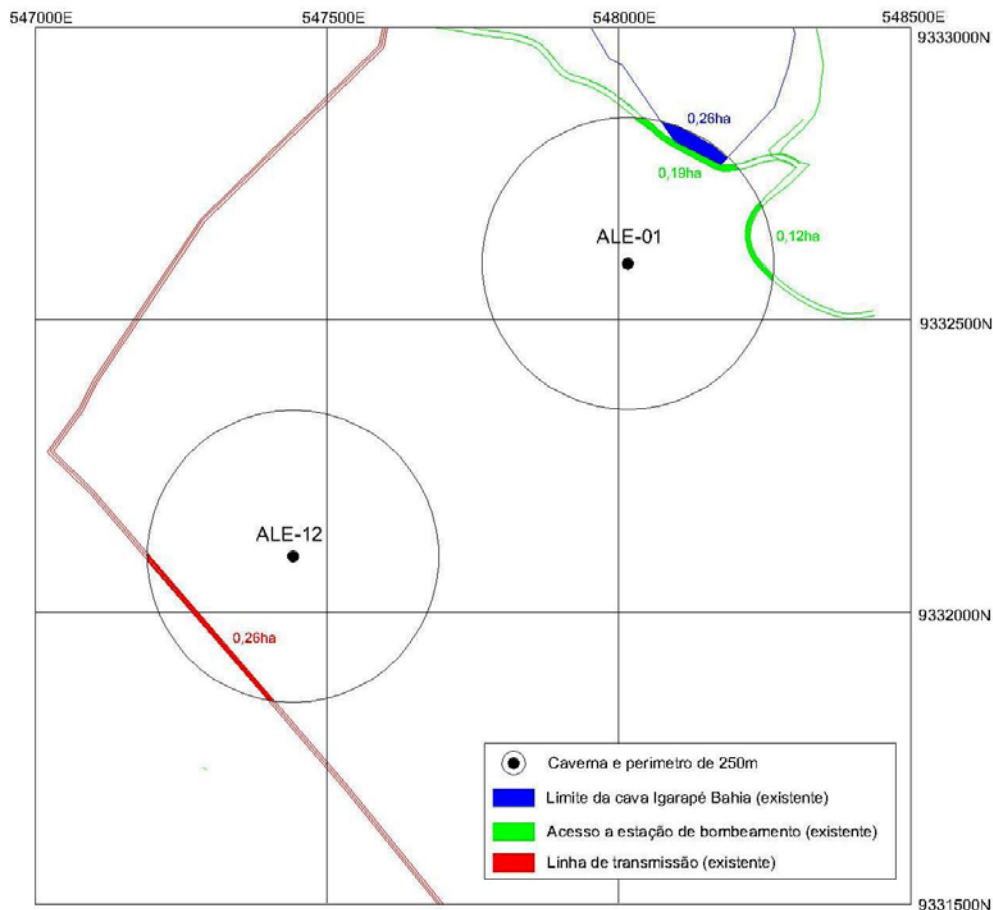 547000E 547500E 548000E 548500E
9333000N
0,26ha
0,19ha
ALE-01
0,12ha
9332500N
ALE-12
9332000N
0,26ha
Caverna e perimetro de 250m
Limite da cava Igarapé Bahia (existente)
Acesso a estação de bombeamento (existente)
Linha de transmissão (existente)
9331500N